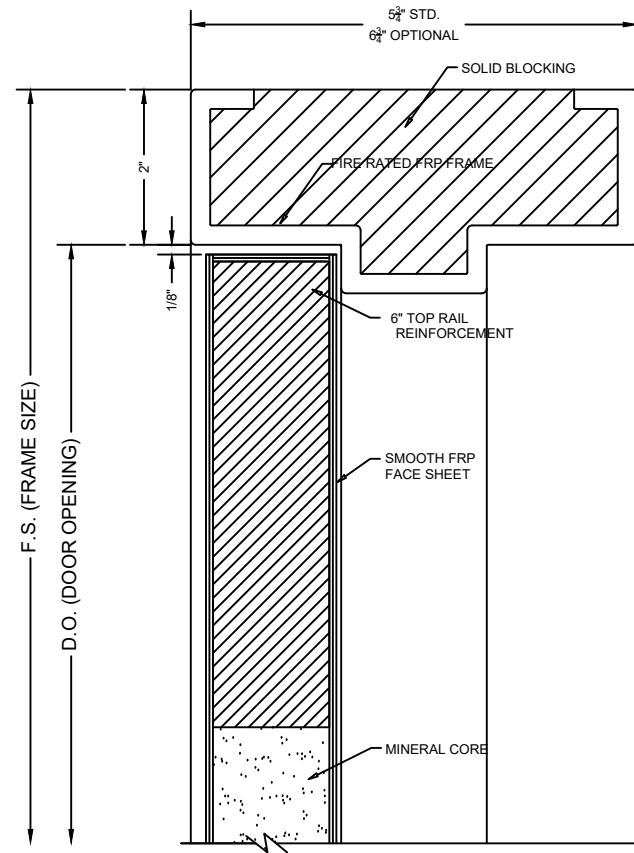 5¾" STD.
6¾" OPTIONAL
SOLID BLOCKING
2"
FIRE RATED FRP FRAME
1/8"
6" TOP RAIL
REINFORCEMENT
F.S. (FRAME SIZE)
D.O. (DOOR OPENING)
SMOOTH FRP
FACE SHEET
MINERAL CORE